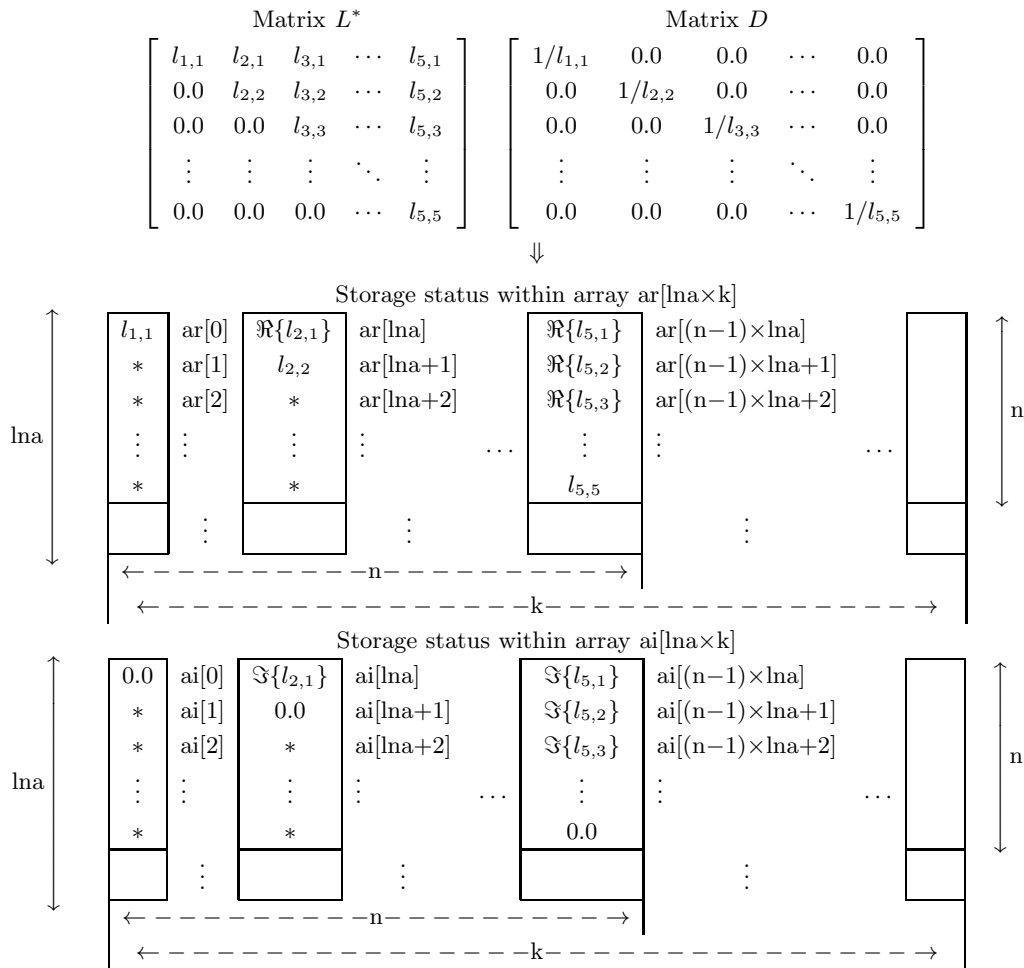 Matrix L* Matrix D
l1,1 l2,1 l3,1 ⋯ l5,1 1/l1,1 0.0 0.0 ⋯ 0.0
0.0 l2,2 l3,2 ⋯ l5,2 0.0 1/l2,2 0.0 ⋯ 0.0
0.0 0.0 l3,3 ⋯ l5,3 0.0 0.0 1/l3,3 ⋯ 0.0
⋮ ⋮ ⋮ ⋱ ⋮ ⋮ ⋮ ⋮ ⋱ ⋮
0.0 0.0 0.0 ⋯ l5,5 0.0 0.0 0.0 ⋯ 1/l5,5
⇓
Storage status within array ar[lna×k]
l1,1 ar[0] ℜ{l2,1} ar[lna] ℜ{l5,1} ar[(n−1)×lna]
* ar[1] l2,2 ar[lna+1] ℜ{l5,2} ar[(n−1)×lna+1]
* ar[2] * ar[lna+2] ℜ{l5,3} ar[(n−1)×lna+2]
lna ⋮ ⋮ ⋮ ⋮ ⋯ ⋮ ⋮ ⋯ n
* * l5,5
⋮ ⋮ ⋮
n
k
Storage status within array ai[lna×k]
0.0 ai[0] ℑ{l2,1} ai[lna] ℑ{l5,1} ai[(n−1)×lna]
* ai[1] 0.0 ai[lna+1] ℑ{l5,2} ai[(n−1)×lna+1]
* ai[2] * ai[lna+2] ℑ{l5,3} ai[(n−1)×lna+2]
lna ⋮ ⋮ ⋮ ⋮ ⋯ ⋮ ⋮ ⋯ n
* * 0.0
⋮ ⋮ ⋮
n
k